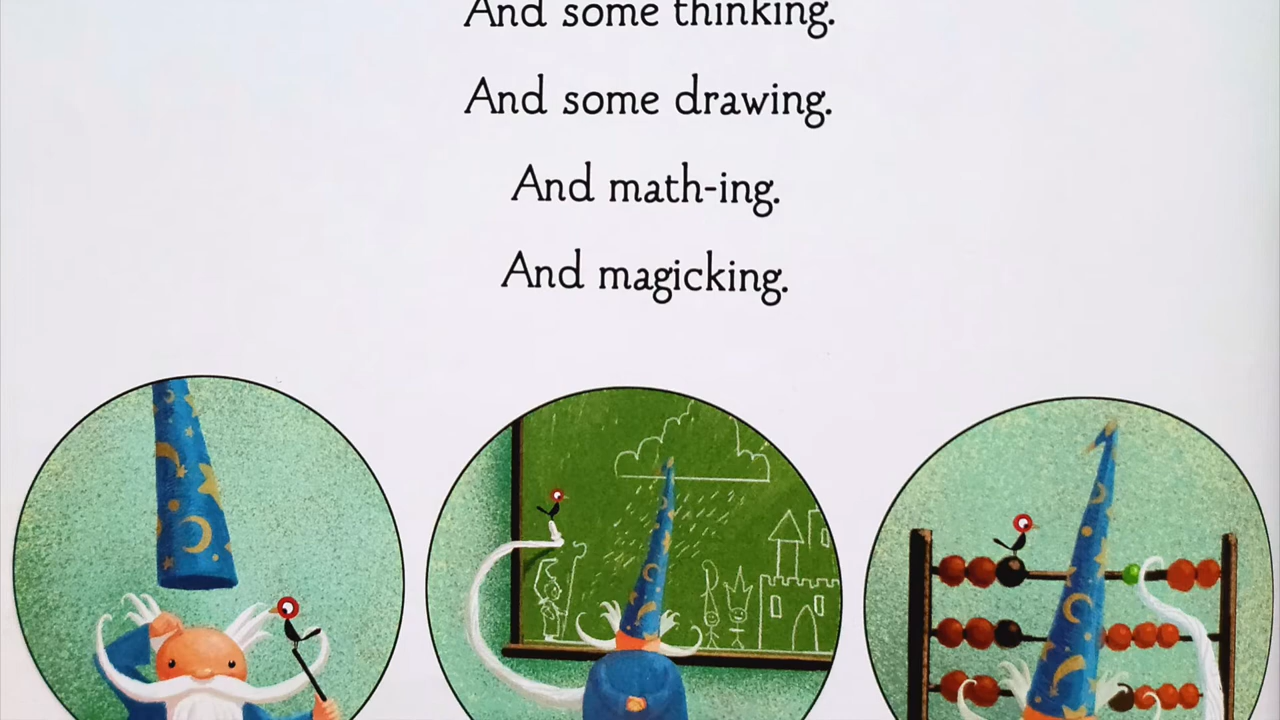 And some thinking.
And some drawing.
And math-ing.
And magicking.